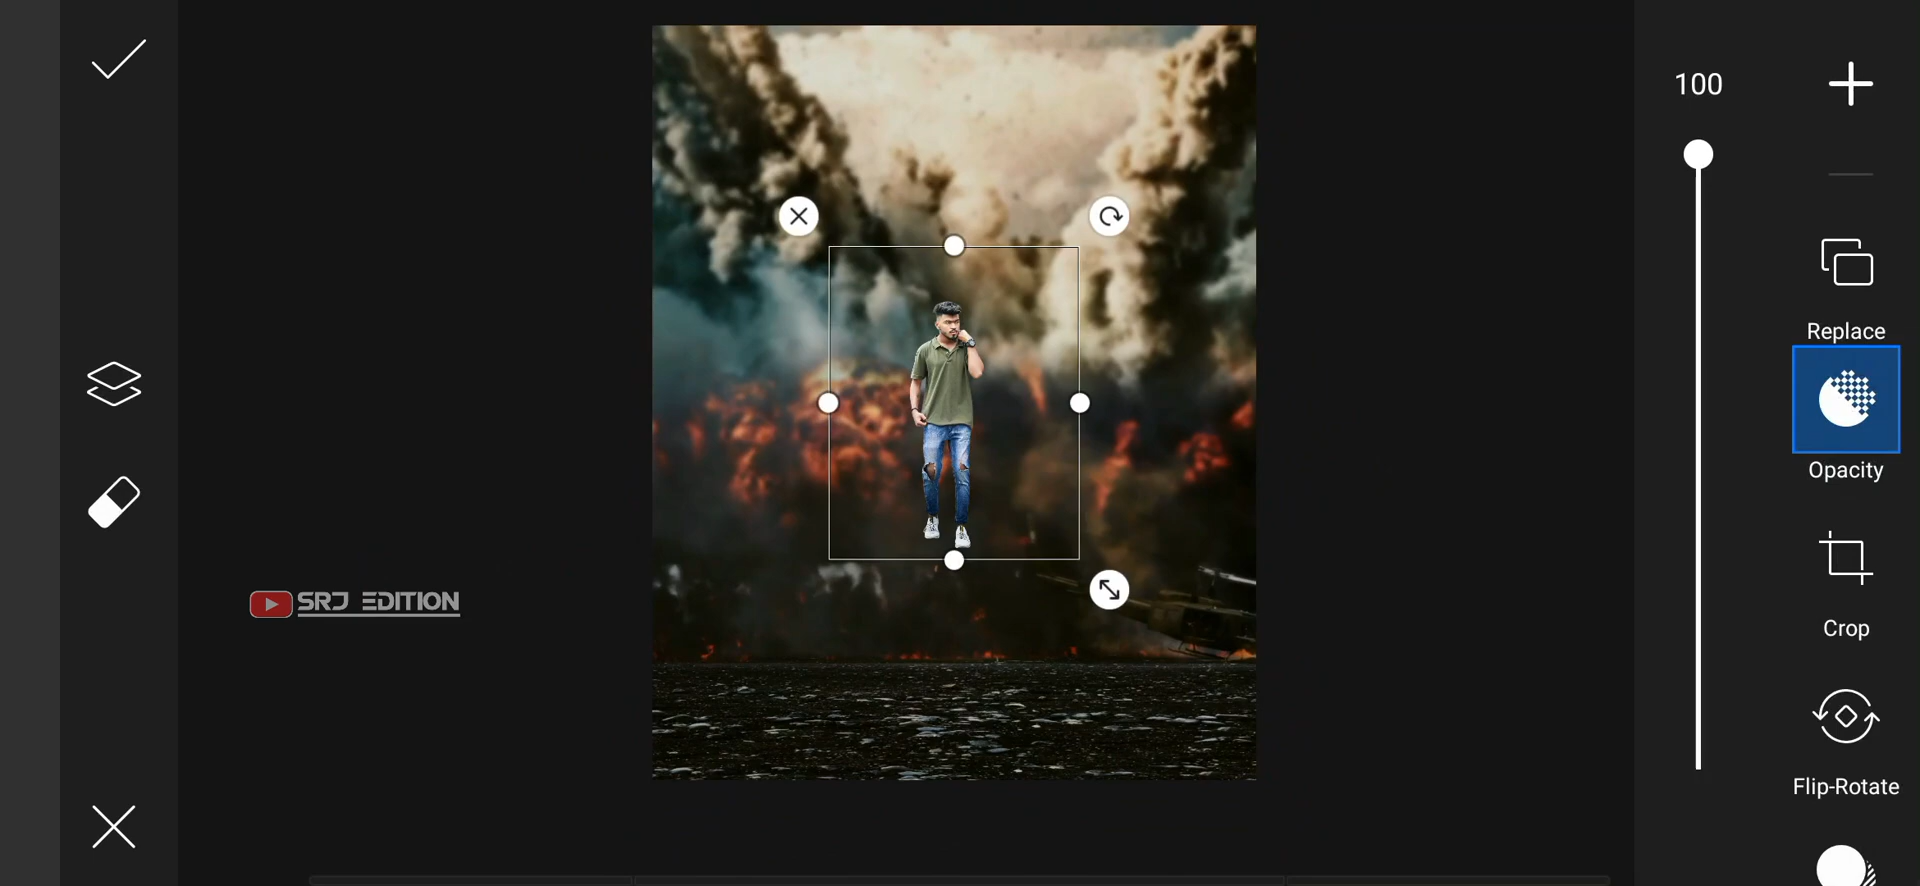 100
Replace
Opacity
SRJ EDITION
Crop
Flip-Rotate